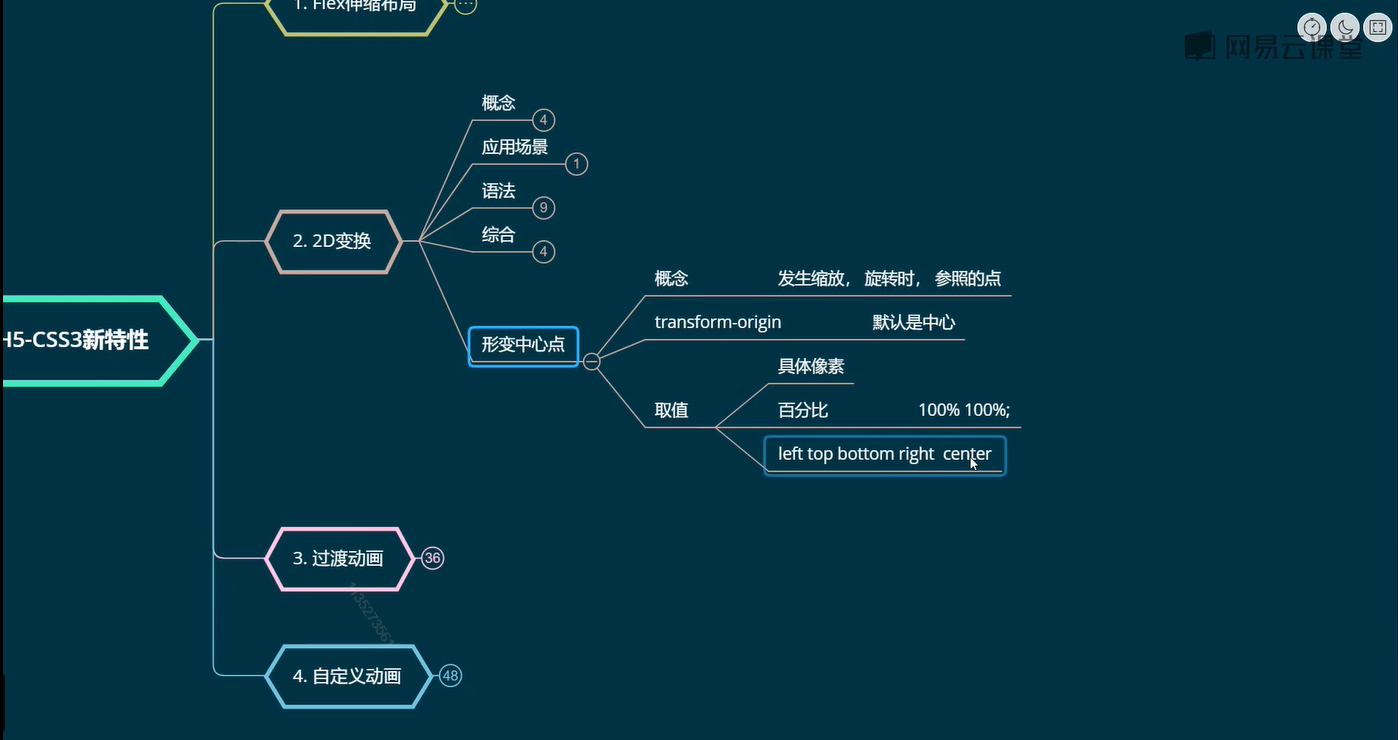 1. Flex伸缩布局
网易云课堂
概念 4
应用场景 1
语法 9
综合 4
2. 2D变换
概念 发生缩放， 旋转时， 参照的点
transform-origin 默认是中心
H5-CSS3新特性
形变中心点
具体像素
取值
百分比 100% 100%;
left top bottom right center
3. 过渡动画 36
4. 自定义动画 48